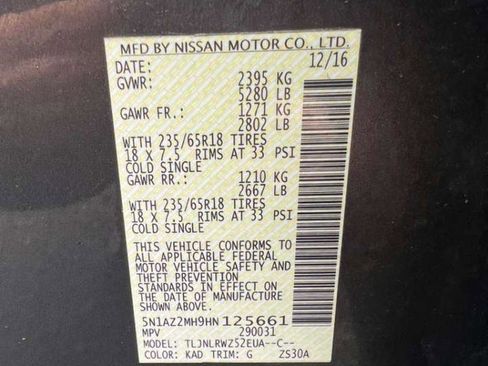 MFD BY NISSAN MOTOR CO., LTD.
DATE: 12/16
GVWR: 2395 KG
5280 LB
GAWR FR.: 1271 KG
2802 LB
WITH 235/65R18 TIRES
18 X 7.5 RIMS AT 33 PSI
COLD SINGLE
GAWR RR.: 1210 KG
2667 LB
WITH 235/65R18 TIRES
18 X 7.5 RIMS AT 33 PSI
COLD SINGLE
THIS VEHICLE CONFORMS TO
ALL APPLICABLE FEDERAL
MOTOR VEHICLE SAFETY AND
THEFT PREVENTION
STANDARDS IN EFFECT ON
THE DATE OF MANUFACTURE
SHOWN ABOVE.
5N1AZ2MH9HN125661
MPV 290031
MODEL: TLJNLRWZ52EUA--C--
COLOR: KAD TRIM: G ZS30A